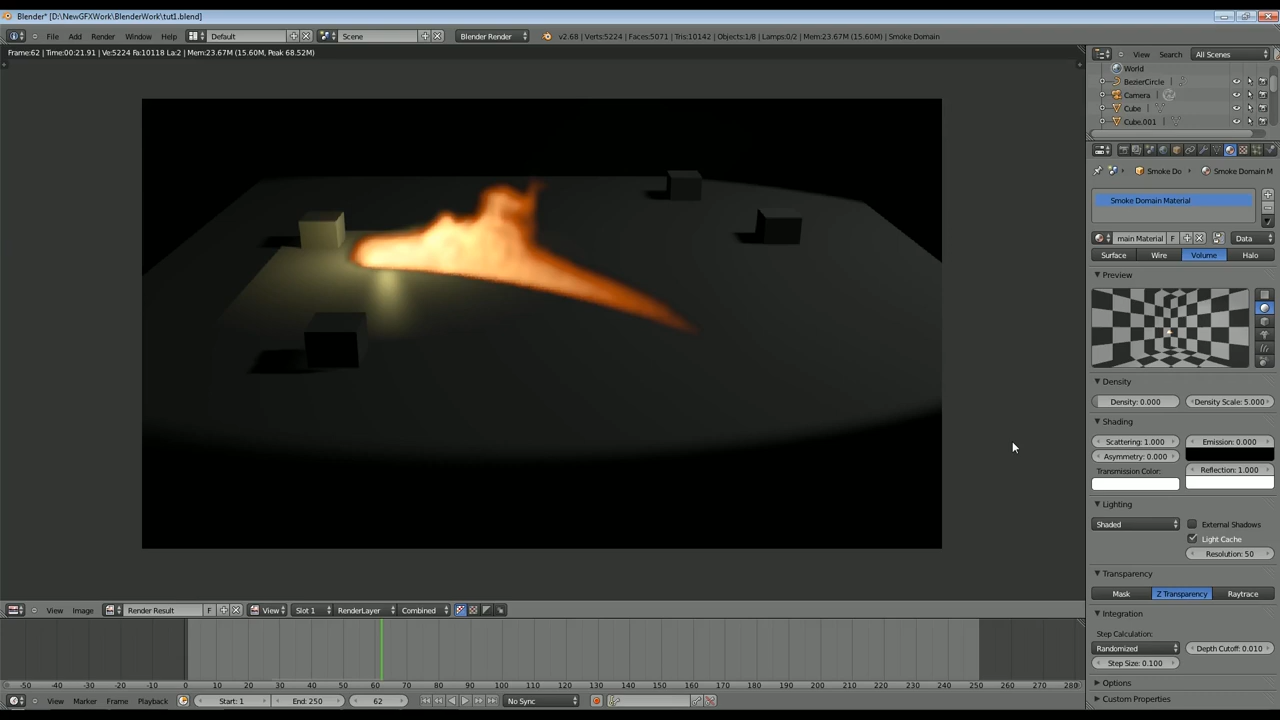 Blender* [D:\NewGFXWork\BlenderWork\tut1.blend]
File Add Render Window Help Default Scene Blender Render v2.68 | Verts:5224 | Faces:5071 | Tris:10142 | Objects:1/8 | Lamps:0/2 | Mem:23.67M (15.60M) | Smoke Domain
Frame:62 | Time:00:21.91 | Ve:5224 Fa:10118 La:2 | Mem:23.67M (15.60M, Peak 68.52M)
View Search All Scenes
World
BezierCircle
Camera
Cube
Cube.001
Smoke Do Smoke Domain M
Smoke Domain Material
main Material F Data
Surface Wire Volume Halo
Preview
Density
Density: 0.000 Density Scale: 5.000
Shading
Scattering: 1.000 Emission: 0.000
Asymmetry: 0.000
Transmission Color: Reflection: 1.000
Lighting
Shaded External Shadows
Light Cache
Resolution: 50
Transparency
Mask Z Transparency Raytrace
Integration
Step Calculation:
Randomized Depth Cutoff: 0.010
Step Size: 0.100
Options
Custom Properties
View Image Render Result F View Slot 1 RenderLayer Combined
-50 -40 -30 -20 -10 0 10 20 30 40 50 60 70 80 90 100 110 120 130 140 150 160 170 180 190 200 210 220 230 240 250 260 270 280
View Marker Frame Playback Start: 1 End: 250 62 No Sync